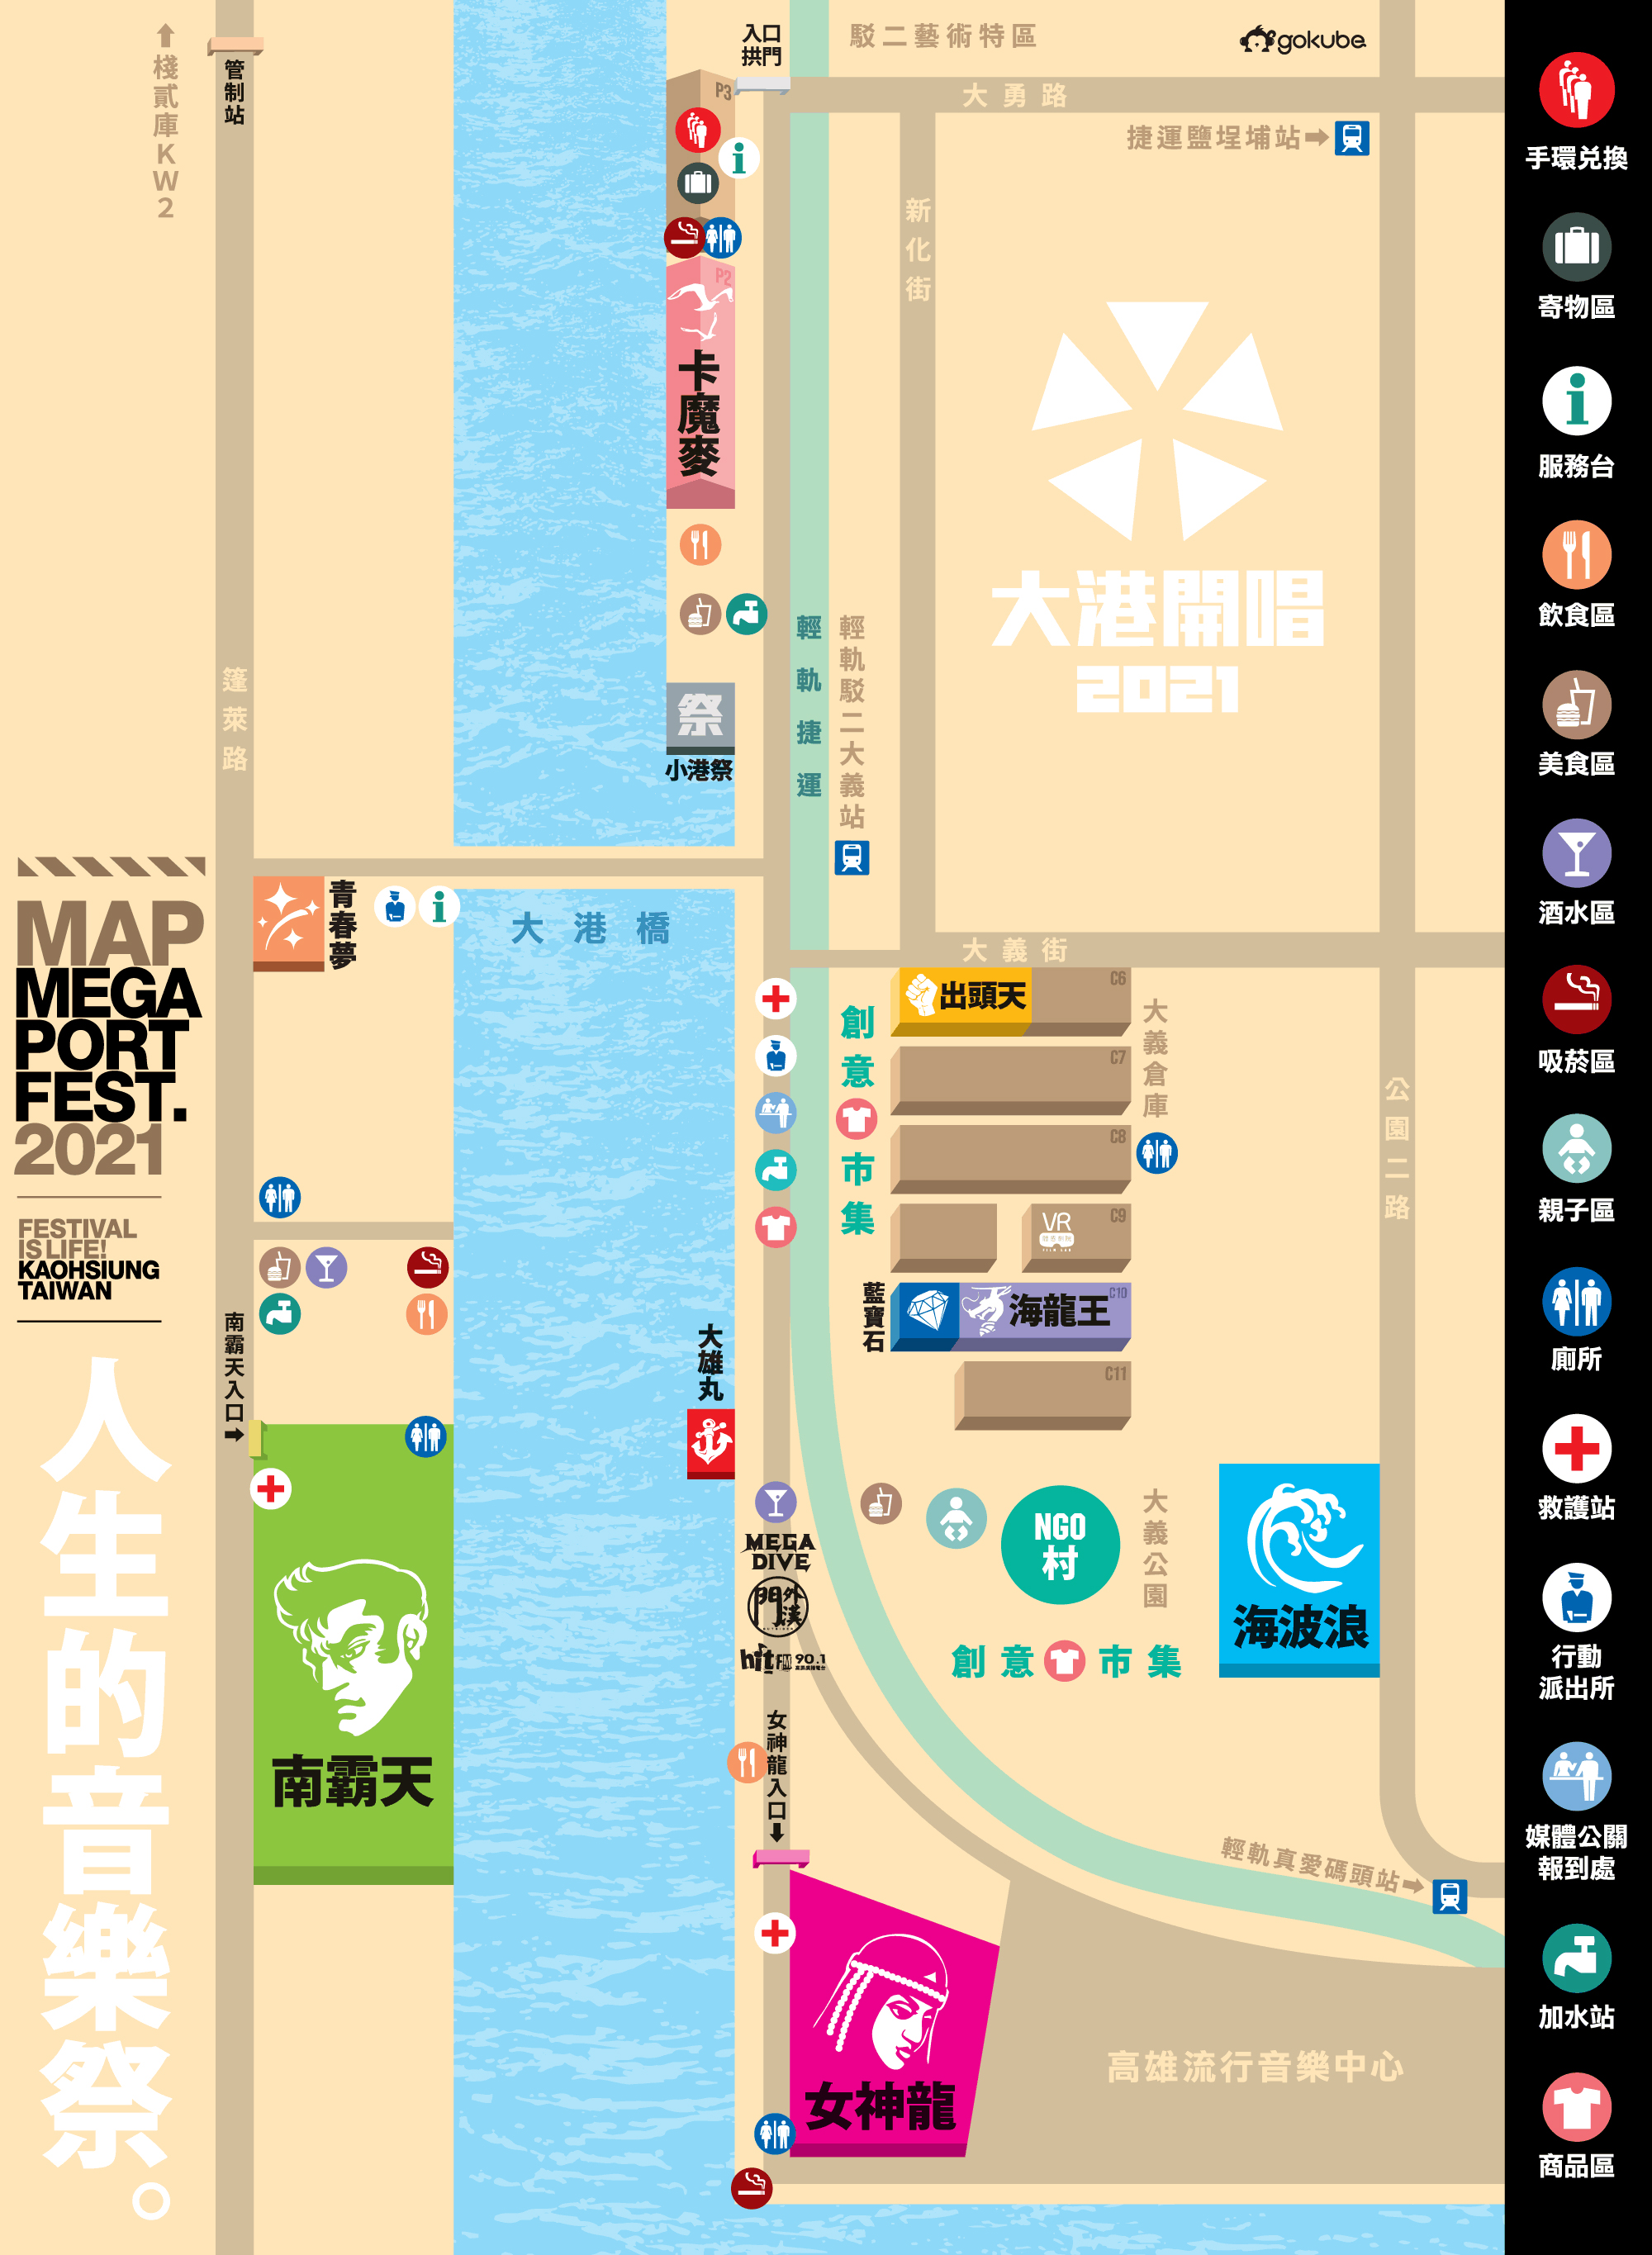 棧貳庫KW2
管制站
入口
拱門
駁二藝術特區
gokube
P3
大勇路
捷運鹽埕埔站
新化街
P2
卡魔麥
大港開唱
2021
輕軌捷運
輕軌駁二大義站
祭
小港祭
篷萊路
MAP
MEGA
PORT
FEST.
2021
FESTIVAL
IS LIFE!
KAOHSIUNG
TAIWAN
人生的音樂祭。
青春夢
大港橋
大義街
出頭天
C6
C7
C8
C9
VR
C10
C11
大義倉庫
創意市集
公園二路
藍寶石
海龍王
大雄丸
南霸天入口
南霸天
MEGA
DIVE
hit FM 90.1
NGO
村
大義公園
創意市集
海波浪
女神龍入口
女神龍
輕軌真愛碼頭站
高雄流行音樂中心
手環兌換
寄物區
服務台
飲食區
美食區
酒水區
吸菸區
親子區
廁所
救護站
行動
派出所
媒體公關
報到處
加水站
商品區